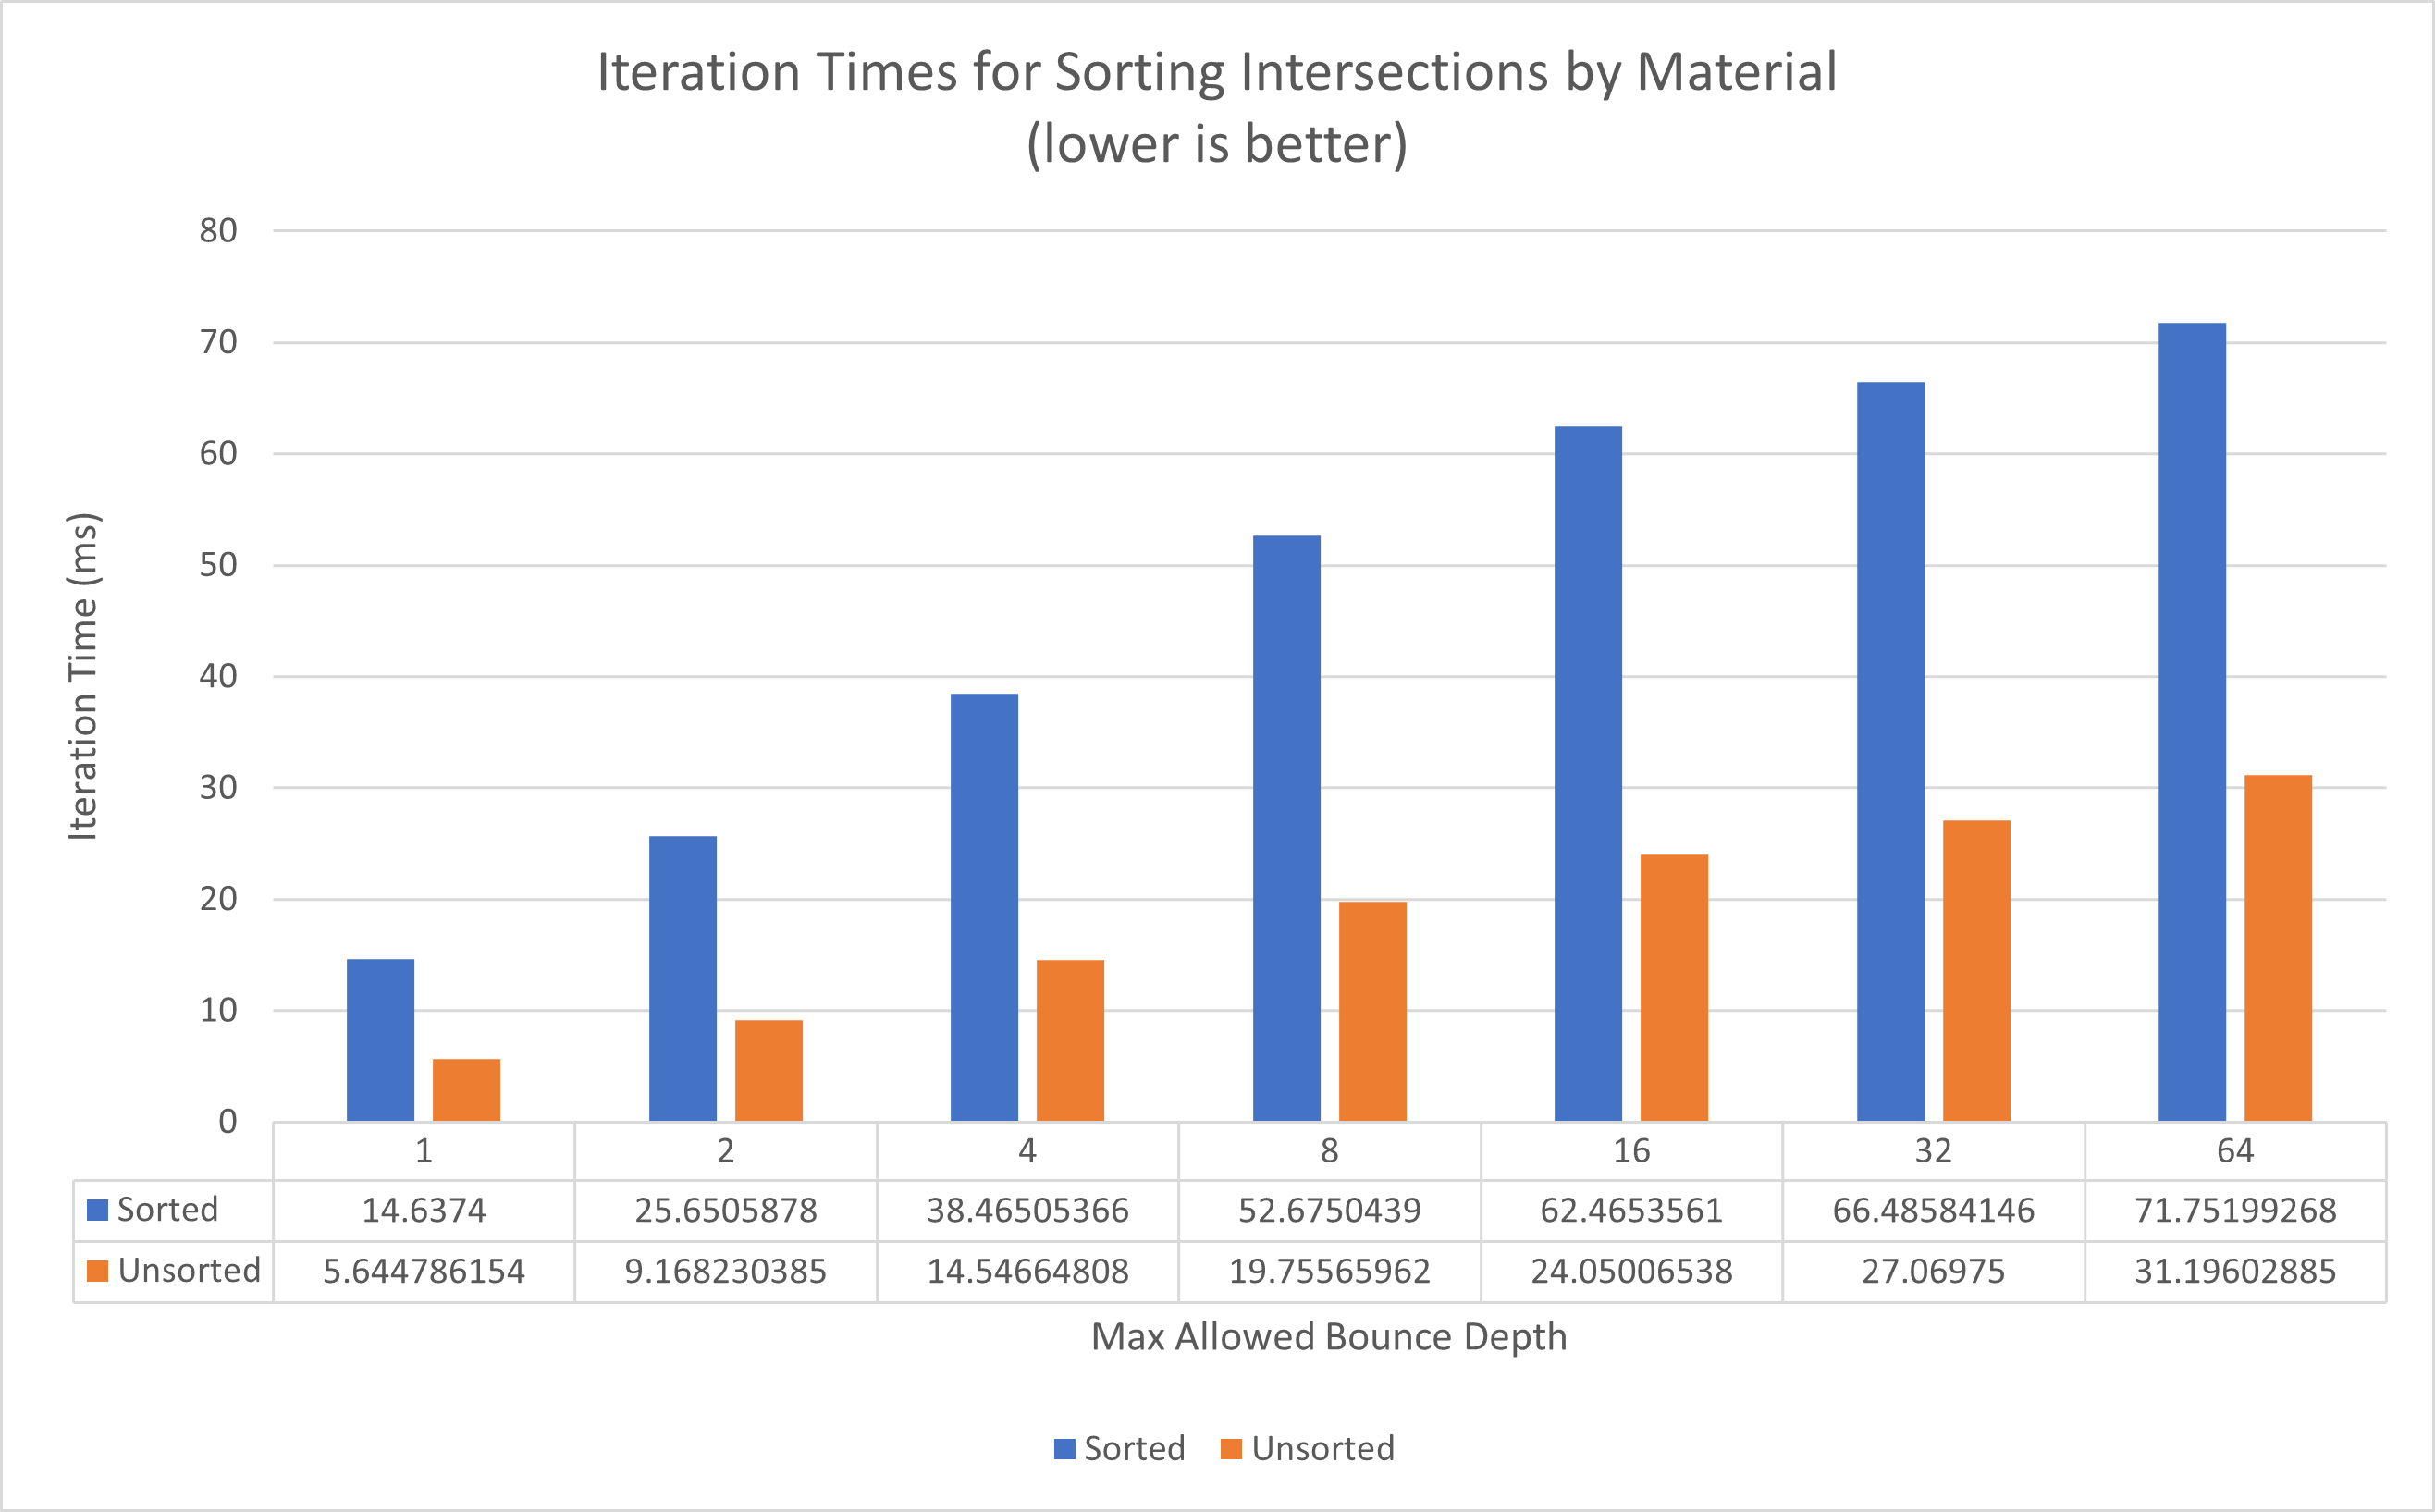 Iteration Times for Sorting Intersections by Material
(lower is better)
80
70
60
50
40
30
20
10
0
Iteration Time (ms)
1 2 4 8 16 32 64
Sorted 14.6374 25.6505878 38.46505366 52.6750439 62.4653561 66.48584146 71.75199268
Unsorted 5.644786154 9.168230385 14.54664808 19.75565962 24.05006538 27.06975 31.19602885
Max Allowed Bounce Depth
Sorted Unsorted